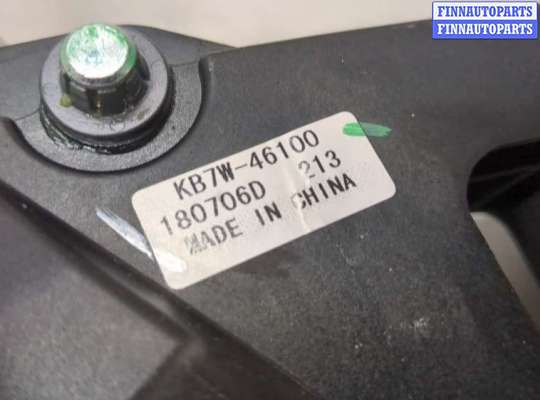 FINNAUTOPARTS
FINNAUTOPARTS
KB7W-46100
180706D 213
MADE IN CHINA